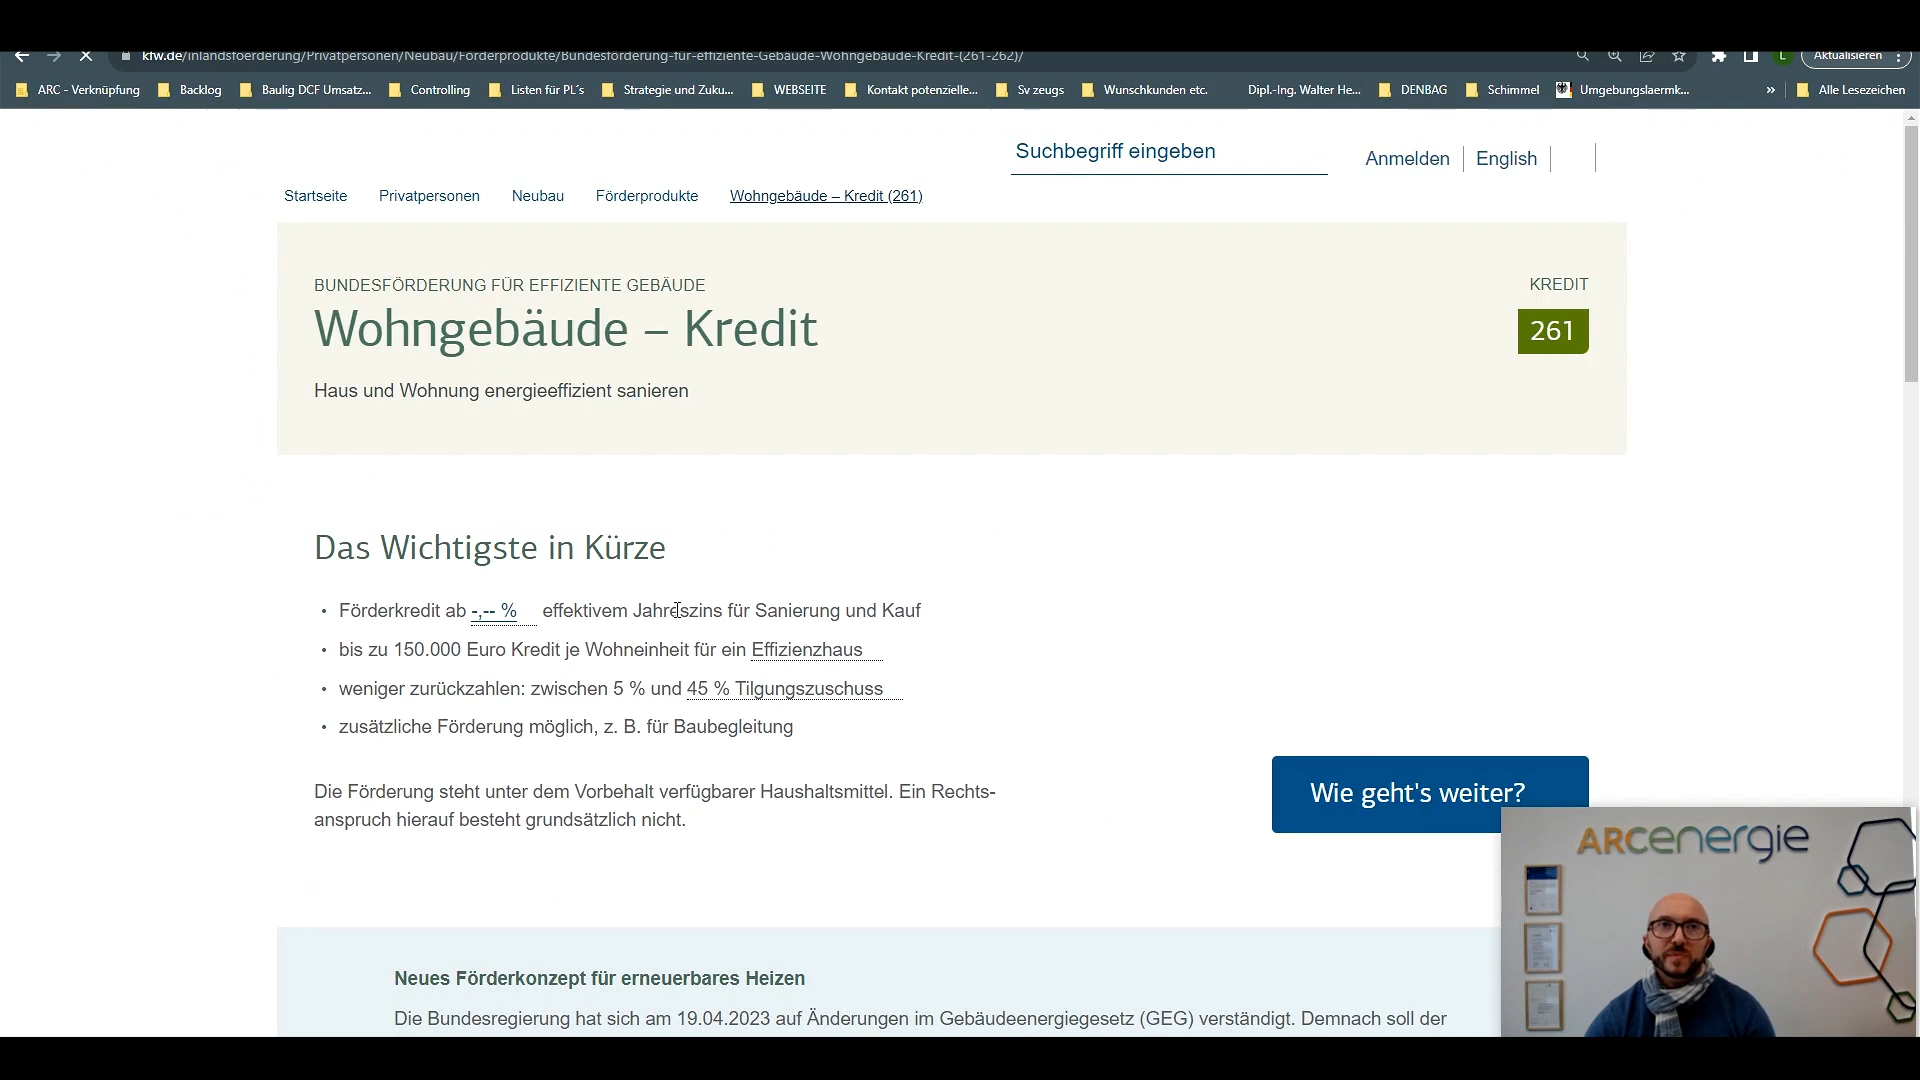 kfw.de/inlandsfoerderung/Privatpersonen/Neubau/Förderprodukte/Bundesförderung-für-effiziente-Gebäude-Wohngebäude-Kredit-(261-262)/
L
Aktualisieren
ARC - Verknüpfung
Backlog
Baulig DCF Umsatz...
Controlling
Listen für PL´s
Strategie und Zuku...
WEBSEITE
Kontakt potenzielle...
Sv zeugs
Wunschkunden etc.
Dipl.-Ing. Walter He...
DENBAG
Schimmel
Umgebungslaermk...
»
Alle Lesezeichen
Suchbegriff eingeben
Anmelden
English
Startseite
Privatpersonen
Neubau
Förderprodukte
Wohngebäude – Kredit (261)
BUNDESFÖRDERUNG FÜR EFFIZIENTE GEBÄUDE
KREDIT
Wohngebäude – Kredit
261
Haus und Wohnung energieeffizient sanieren
Das Wichtigste in Kürze
• Förderkredit ab -,-- % effektivem Jahreszins für Sanierung und Kauf
• bis zu 150.000 Euro Kredit je Wohneinheit für ein Effizienzhaus
• weniger zurückzahlen: zwischen 5 % und 45 % Tilgungszuschuss
• zusätzliche Förderung möglich, z. B. für Baubegleitung
Die Förderung steht unter dem Vorbehalt verfügbarer Haushaltsmittel. Ein Rechts-
anspruch hierauf besteht grundsätzlich nicht.
Wie geht's weiter?
ARCenergie
Neues Förderkonzept für erneuerbares Heizen
Die Bundesregierung hat sich am 19.04.2023 auf Änderungen im Gebäudeenergiegesetz (GEG) verständigt. Demnach soll der